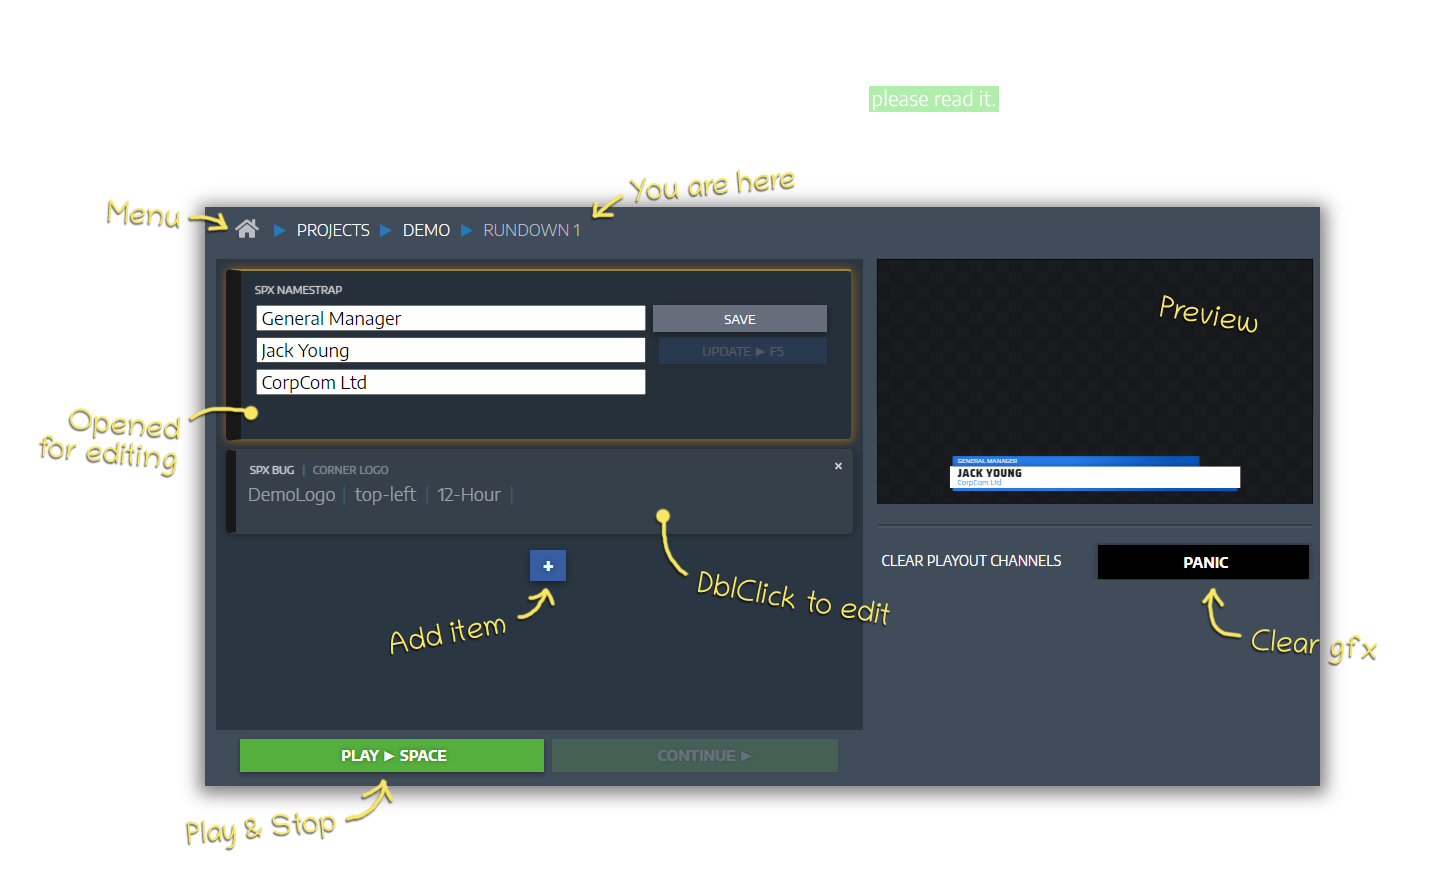 please read it.
You are here
Menu
PROJECTS DEMO RUNDOWN 1
SPX NAMESTRAP
General Manager
SAVE
Jack Young
UPDATE ► F5
CorpCom Ltd
Opened
for editing
SPX BUG | CORNER LOGO
×
DemoLogo | top-left | 12-Hour |
+
DblClick to edit
Add item
PLAY ► SPACE
CONTINUE ►
Play & Stop
Preview
GENERAL MANAGER
JACK YOUNG
CorpCom Ltd
CLEAR PLAYOUT CHANNELS
PANIC
Clear gfx